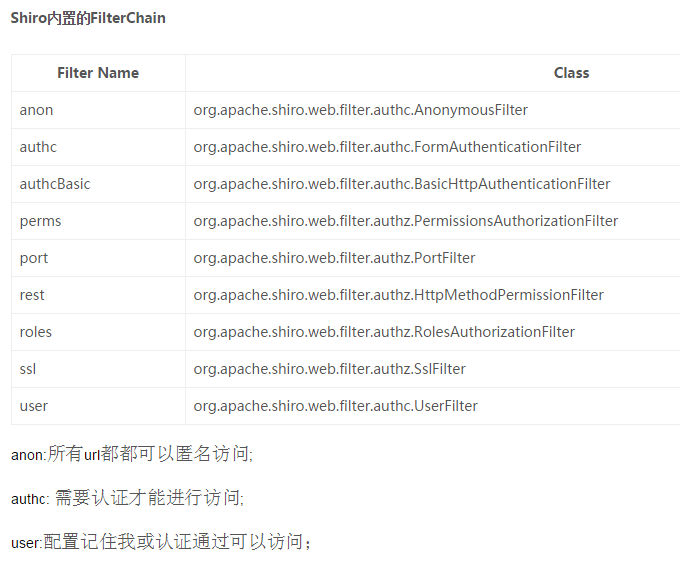 Shiro内置的FilterChain
Filter Name Class
anon org.apache.shiro.web.filter.authc.AnonymousFilter
authc org.apache.shiro.web.filter.authc.FormAuthenticationFilter
authcBasic org.apache.shiro.web.filter.authc.BasicHttpAuthenticationFilter
perms org.apache.shiro.web.filter.authz.PermissionsAuthorizationFilter
port org.apache.shiro.web.filter.authz.PortFilter
rest org.apache.shiro.web.filter.authz.HttpMethodPermissionFilter
roles org.apache.shiro.web.filter.authz.RolesAuthorizationFilter
ssl org.apache.shiro.web.filter.authz.SslFilter
user org.apache.shiro.web.filter.authc.UserFilter
anon:所有url都都可以匿名访问;
authc: 需要认证才能进行访问;
user:配置记住我或认证通过可以访问；